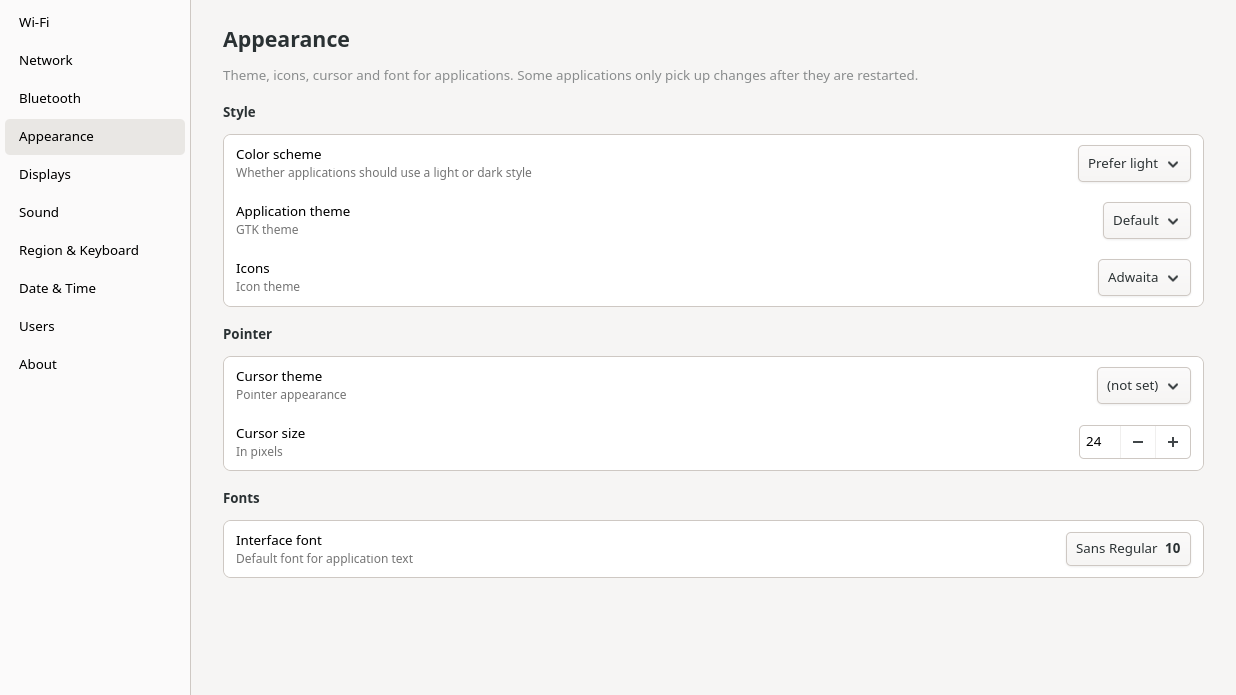 Wi-Fi
Network
Bluetooth
Appearance
Displays
Sound
Region & Keyboard
Date & Time
Users
About
Appearance
Theme, icons, cursor and font for applications. Some applications only pick up changes after they are restarted.
Style
Color scheme
Whether applications should use a light or dark style
Prefer light
Application theme
GTK theme
Default
Icons
Icon theme
Adwaita
Pointer
Cursor theme
Pointer appearance
(not set)
Cursor size
In pixels
24
Fonts
Interface font
Default font for application text
Sans Regular 10